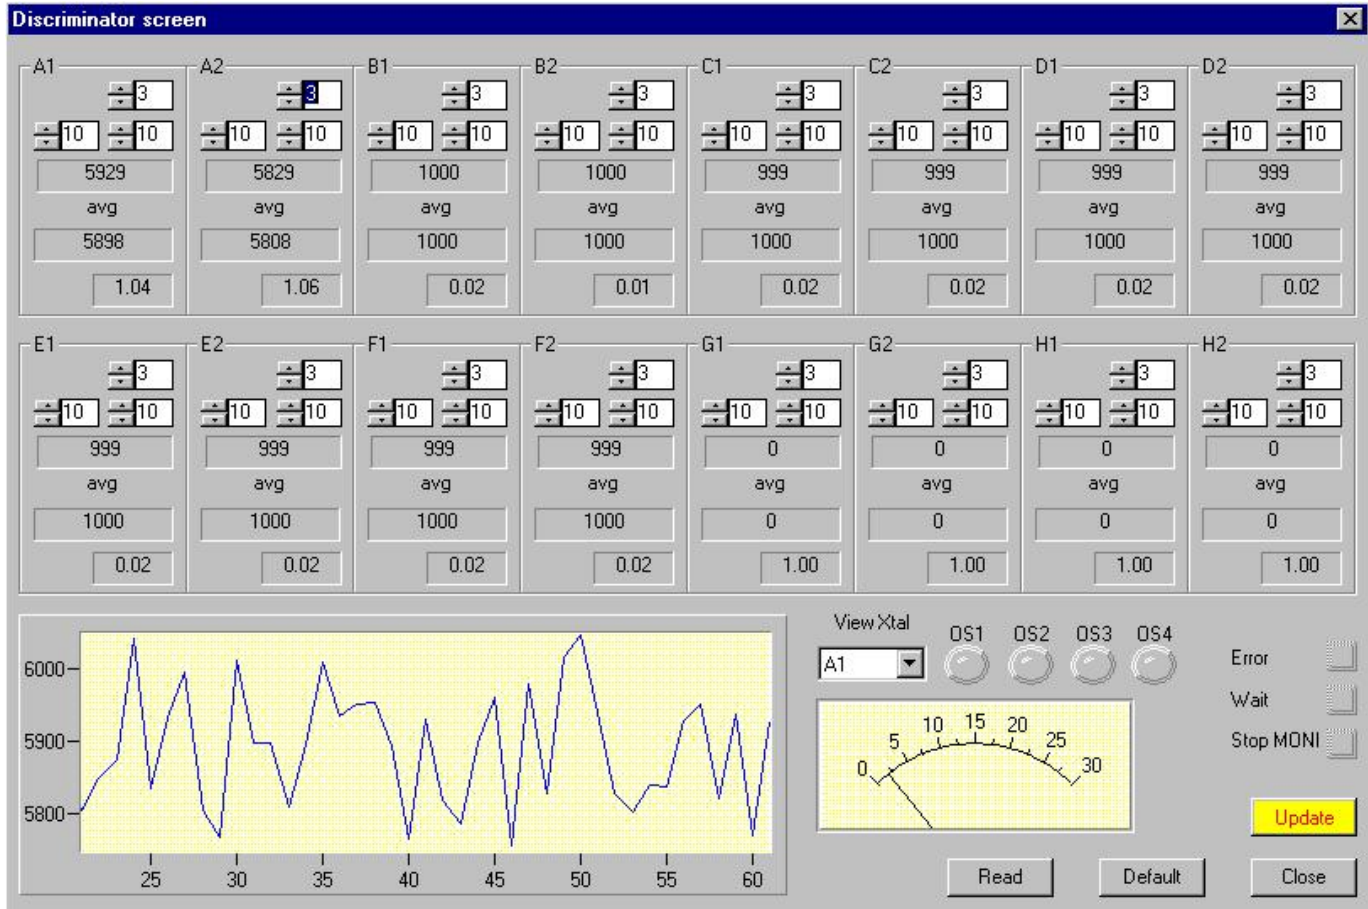 Discriminator screen
A1 A2 B1 B2 C1 C2 D1 D2
3 3 3 3 3 3 3 3
10 10 10 10 10 10 10 10 10 10 10 10 10 10 10 10
5929 5829 1000 1000 999 999 999 999
avg avg avg avg avg avg avg avg
5898 5808 1000 1000 1000 1000 1000 1000
1.04 1.06 0.02 0.01 0.02 0.02 0.02 0.02
E1 E2 F1 F2 G1 G2 H1 H2
3 3 3 3 3 3 3 3
10 10 10 10 10 10 10 10 10 10 10 10 10 10 10 10
999 999 999 999 0 0 0 0
avg avg avg avg avg avg avg avg
1000 1000 1000 1000 0 0 0 0
0.02 0.02 0.02 0.02 1.00 1.00 1.00 1.00
6000
5900
5800
25 30 35 40 45 50 55 60
View Xtal
A1
OS1 OS2 OS3 OS4
0 5 10 15 20 25 30
Error
Wait
Stop MONI
Update
Read Default Close